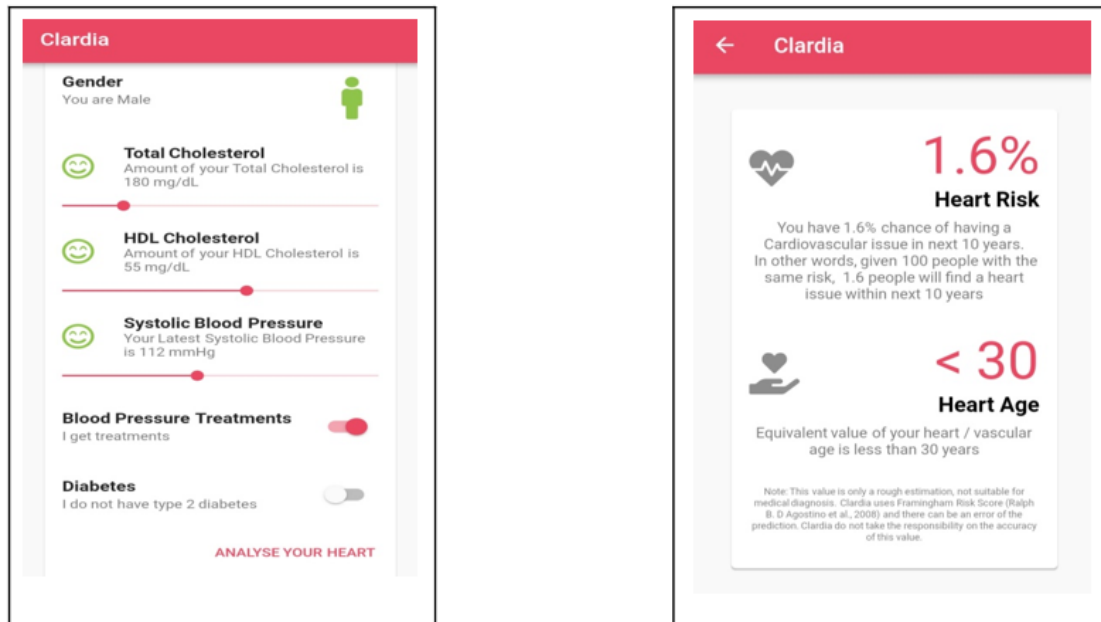 Clardia
Gender
You are Male
Total Cholesterol
Amount of your Total Cholesterol is
180 mg/dL
HDL Cholesterol
Amount of your HDL Cholesterol is
55 mg/dL
Systolic Blood Pressure
Your Latest Systolic Blood Pressure
is 112 mmHg
Blood Pressure Treatments
I get treatments
Diabetes
I do not have type 2 diabetes
ANALYSE YOUR HEART
Clardia
1.6%
Heart Risk
You have 1.6% chance of having a
Cardiovascular issue in next 10 years.
In other words, given 100 people with the
same risk, 1.6 people will find a heart
issue within next 10 years
< 30
Heart Age
Equivalent value of your heart / vascular
age is less than 30 years
Note: This value is only a rough estimation, not suitable for
medical diagnosis. Clardia uses Framingham Risk Score (Ralph
B. D Agostino et al., 2008) and there can be an error of the
prediction. Clardia do not take the responsibility on the accuracy
of this value.